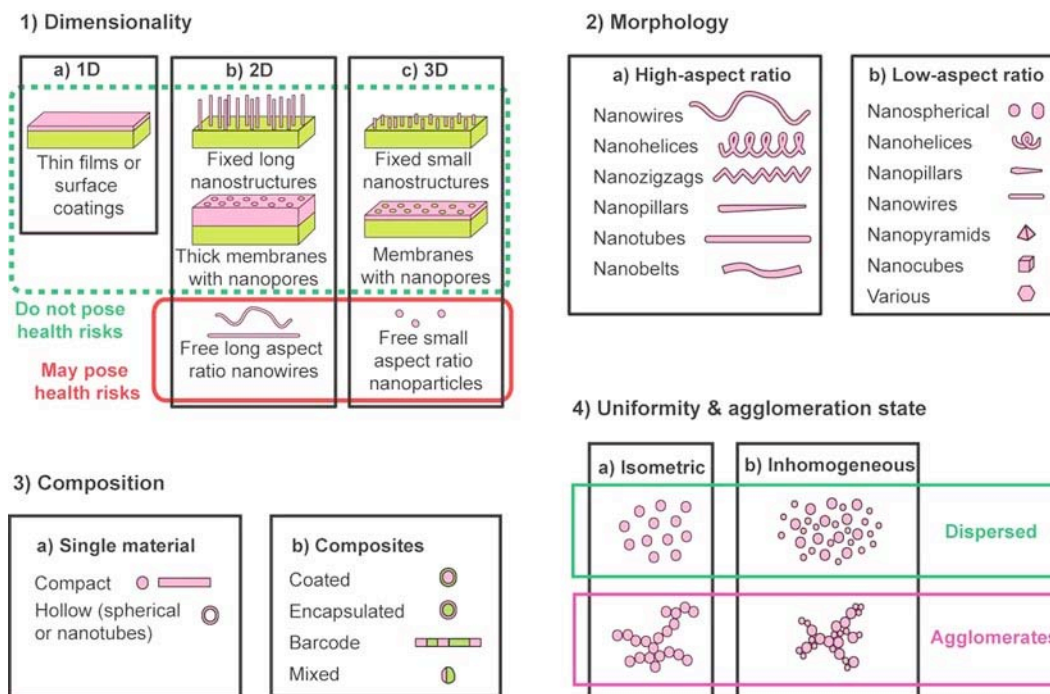 1) Dimensionality
a) 1D
Thin films or
surface
coatings
b) 2D
Fixed long
nanostructures
Thick membranes
with nanopores
Free long aspect
ratio nanowires
c) 3D
Fixed small
nanostructures
Membranes
with nanopores
Free small
aspect ratio
nanoparticles
Do not pose
health risks
May pose
health risks
2) Morphology
a) High-aspect ratio
Nanowires
Nanohelices
Nanozigzags
Nanopillars
Nanotubes
Nanobelts
b) Low-aspect ratio
Nanospherical
Nanohelices
Nanopillars
Nanowires
Nanopyramids
Nanocubes
Various
3) Composition
a) Single material
Compact
Hollow (spherical
or nanotubes)
b) Composites
Coated
Encapsulated
Barcode
Mixed
4) Uniformity & agglomeration state
a) Isometric
b) Inhomogeneous
Dispersed
Agglomerates